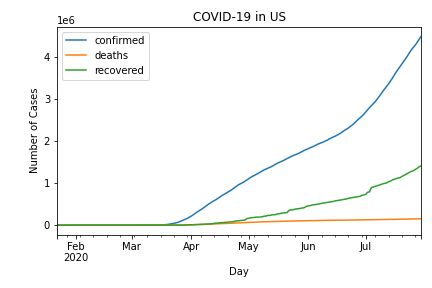 COVID-19 in US
1e6
confirmed
deaths
recovered
4
3
2
1
0
Number of Cases
Feb Mar Apr May Jun Jul
2020
Day